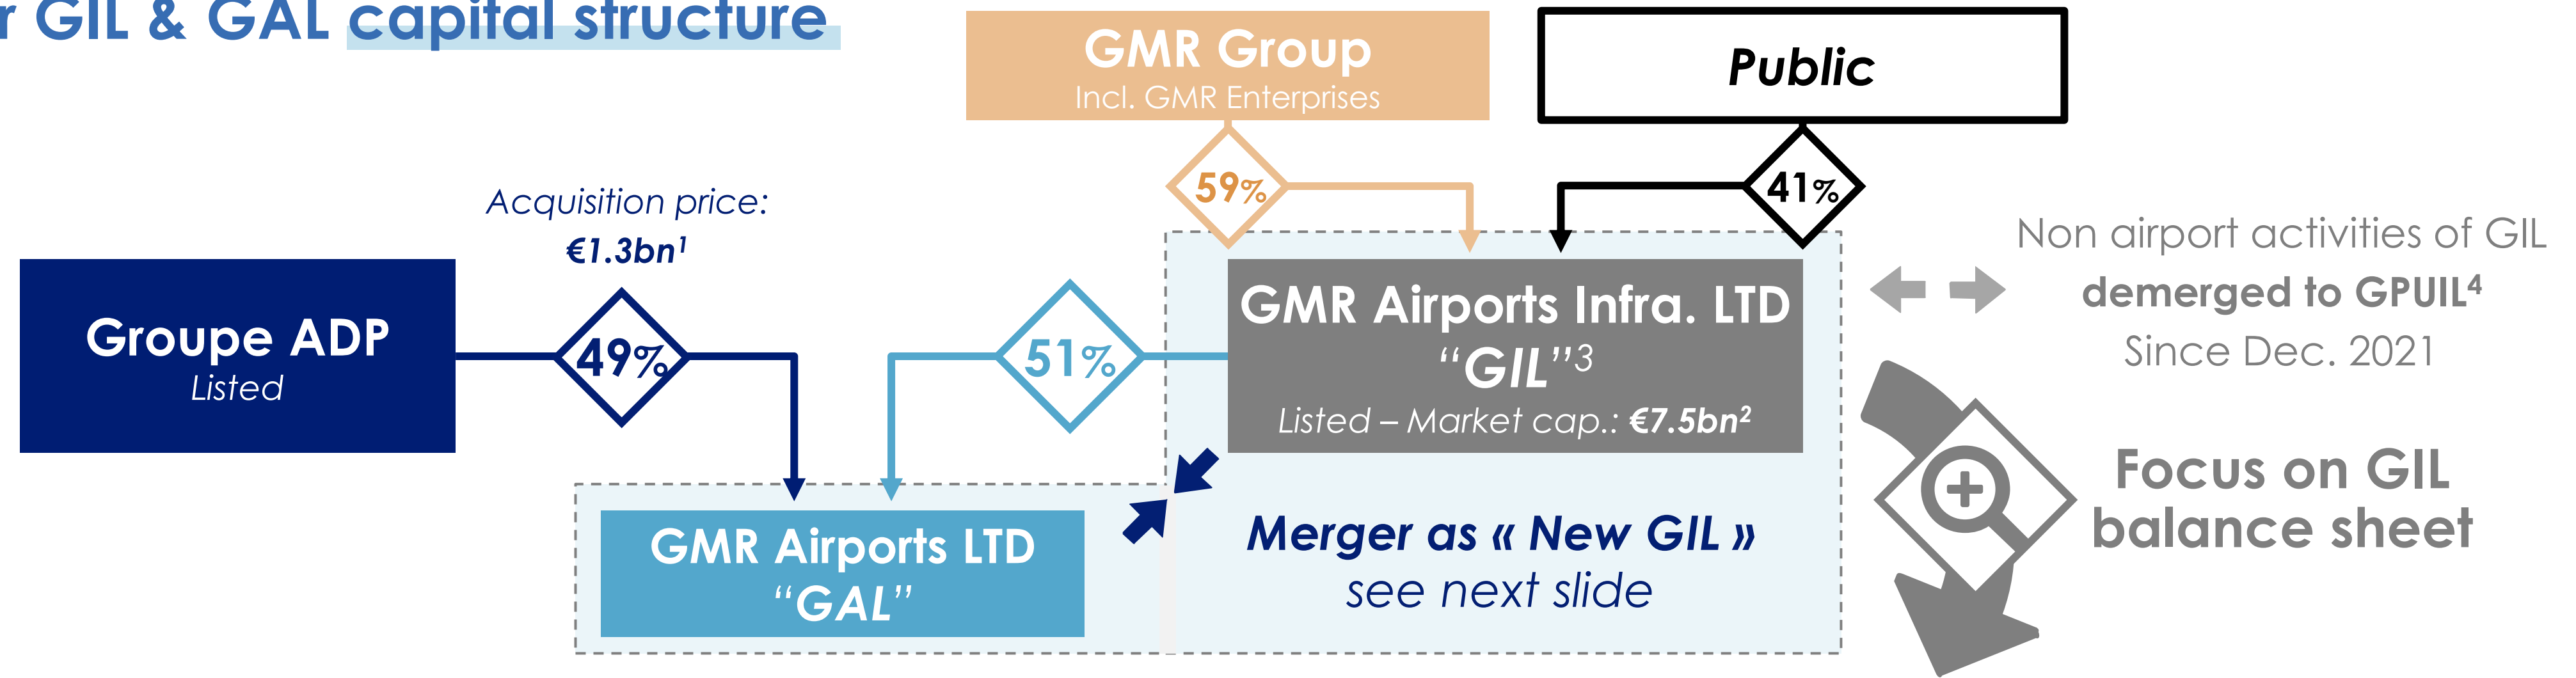 r GIL & GAL capital structure
GMR Group
Incl. GMR Enterprises
Public
59%
41%
Acquisition price:
€1.3bn¹
Groupe ADP
Listed
49%
51%
GMR Airports Infra. LTD
“GIL”³
Listed – Market cap.: €7.5bn²
Non airport activities of GIL
demerged to GPUIL⁴
Since Dec. 2021
GMR Airports LTD
“GAL”
Merger as « New GIL »
see next slide
Focus on GIL
balance sheet